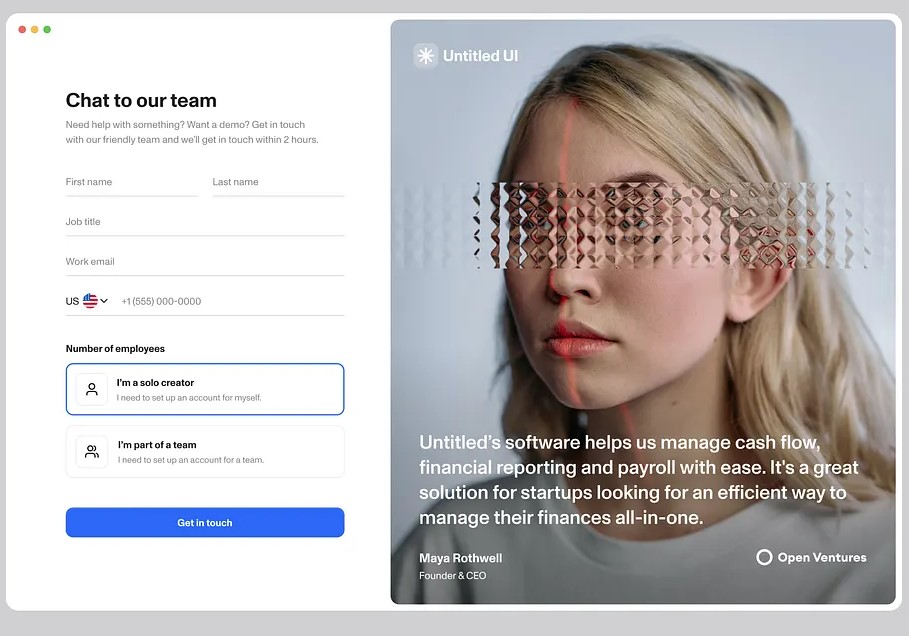 Chat to our team
Need help with something? Want a demo? Get in touch
with our friendly team and we'll get in touch within 2 hours.
First name
Last name
Job title
Work email
US
+1 (555) 000-0000
Number of employees
I'm a solo creator
I need to set up an account for myself.
I'm part of a team
I need to set up an account for a team.
Get in touch
Untitled UI
Untitled's software helps us manage cash flow,
financial reporting and payroll with ease. It's a great
solution for startups looking for an efficient way to
manage their finances all-in-one.
Maya Rothwell
Founder & CEO
Open Ventures